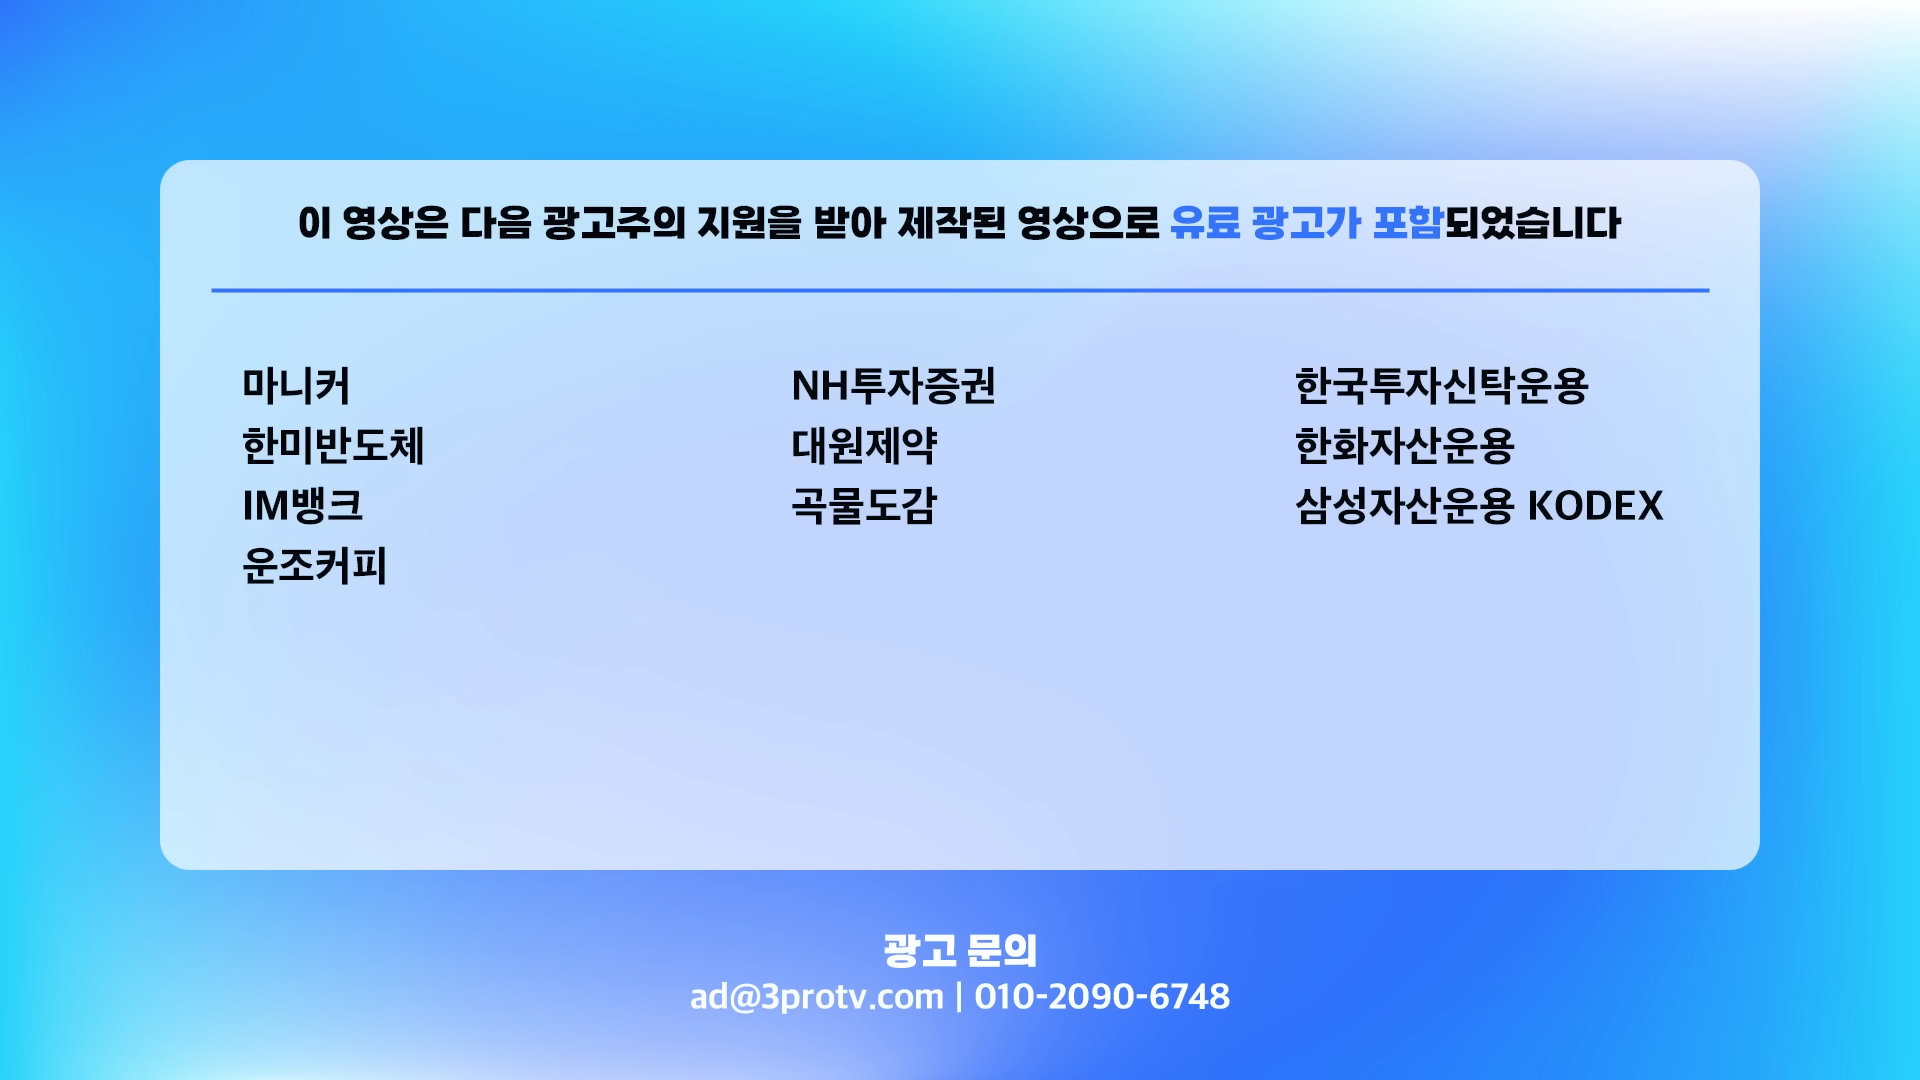 이 영상은 다음 광고주의 지원을 받아 제작된 영상으로 유료 광고가 포함되었습니다
마니커
한미반도체
IM뱅크
운조커피
NH투자증권
대원제약
곡물도감
한국투자신탁운용
한화자산운용
삼성자산운용 KODEX
광고 문의
ad@3protv.com | 010-2090-6748